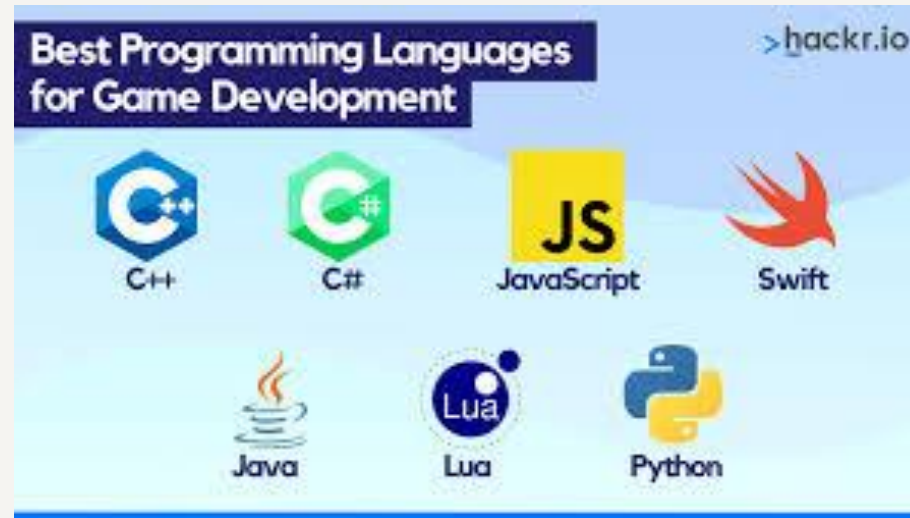 Best Programming Languages
for Game Development
>hackr.io
C++
C#
JS
C++
C#
JavaScript
Swift
Lua
Java
Lua
Python